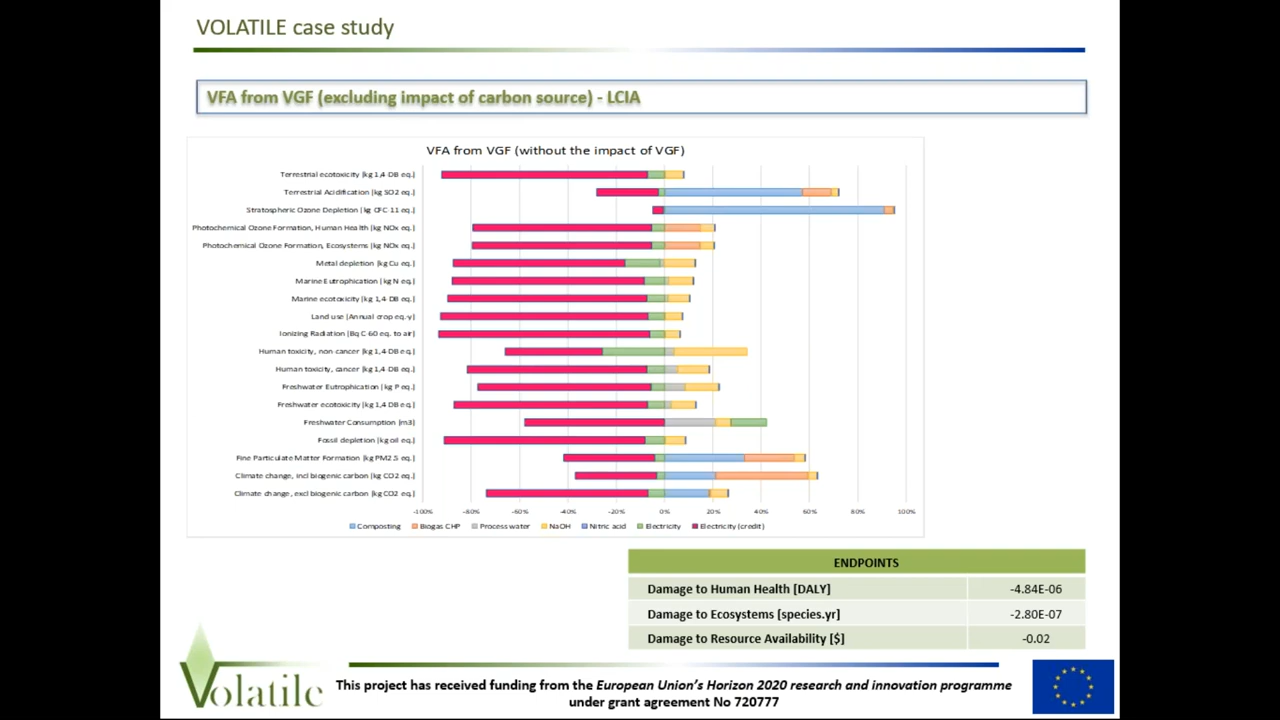 VOLATILE case study
VFA from VGF (excluding impact of carbon source) - LCIA
VFA from VGF (without the impact of VGF)
Terrestrial ecotoxicity [kg 1,4 DB eq.]
Terrestrial Acidification [kg SO2 eq.]
Stratospheric Ozone Depletion [kg CFC 11 eq.]
Photochemical Ozone Formation, Human Health [kg NOx eq.]
Photochemical Ozone Formation, Ecosystems [kg NOx eq.]
Metal depletion [kg Cu eq.]
Marine Eutrophication [kg N eq.]
Marine ecotoxicity [kg 1,4 DB eq.]
Land use [Annual crop eq.·y]
Ionizing Radiation [Bq C-60 eq. to air]
Human toxicity, non-cancer [kg 1,4 DB eq.]
Human toxicity, cancer [kg 1,4 DB eq.]
Freshwater Eutrophication [kg P eq.]
Freshwater ecotoxicity [kg 1,4 DB eq.]
Freshwater Consumption [m3]
Fossil depletion [kg oil eq.]
Fine Particulate Matter Formation [kg PM2.5 eq.]
Climate change, incl biogenic carbon [kg CO2 eq.]
Climate change, excl biogenic carbon [kg CO2 eq.]
-100% -80% -60% -40% -20% 0% 20% 40% 60% 80% 100%
Composting Biogas CHP Process water NaOH Nitric acid Electricity Electricity (credit)
ENDPOINTS
Damage to Human Health [DALY] -4.84E-06
Damage to Ecosystems [species.yr] -2.80E-07
Damage to Resource Availability [$] -0.02
Volatile
This project has received funding from the European Union's Horizon 2020 research and innovation programme
under grant agreement No 720777